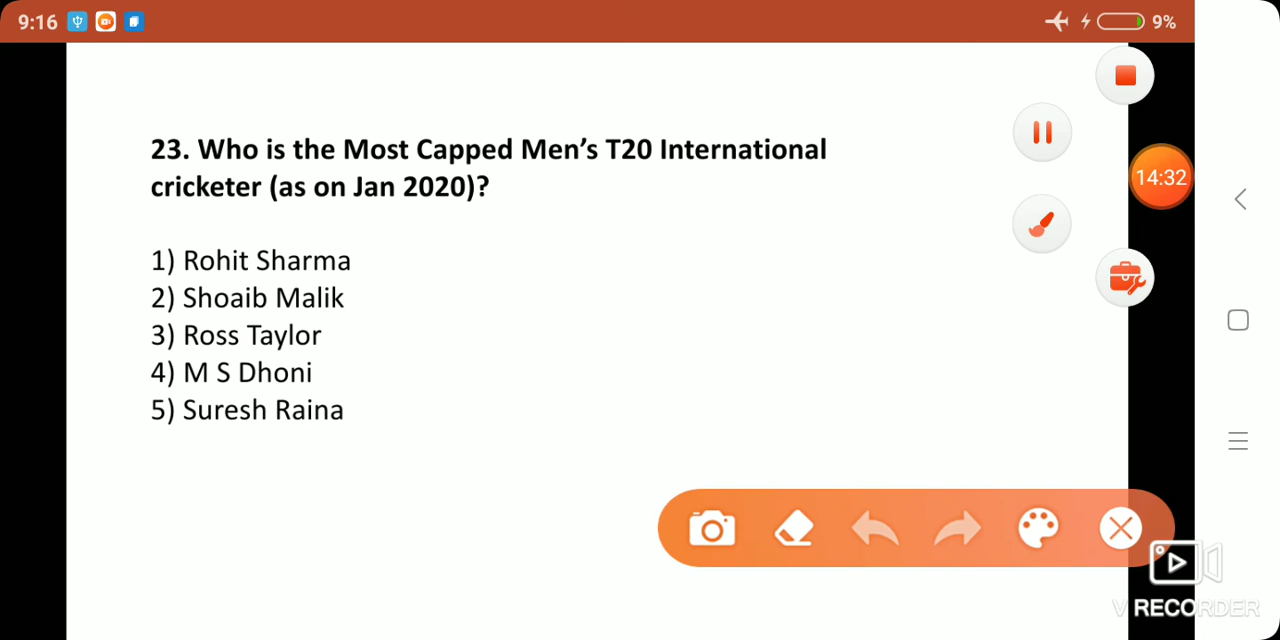 9:16
9%
23. Who is the Most Capped Men’s T20 International
cricketer (as on Jan 2020)?
14:32
1) Rohit Sharma
2) Shoaib Malik
3) Ross Taylor
4) M S Dhoni
5) Suresh Raina
V RECORDER